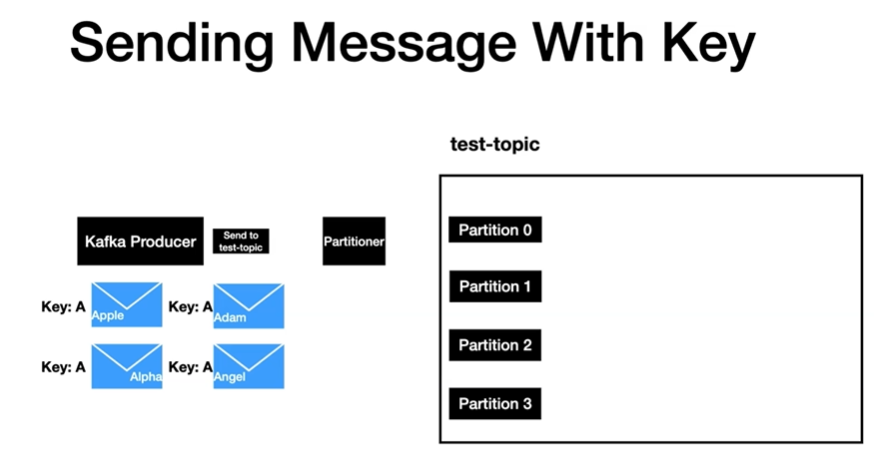 Sending Message With Key
test-topic
Kafka Producer
Send to
test-topic
Partitioner
Partition 0
Partition 1
Partition 2
Partition 3
Key: A
Apple
Key: A
Adam
Key: A
Alpha
Key: A
Angel